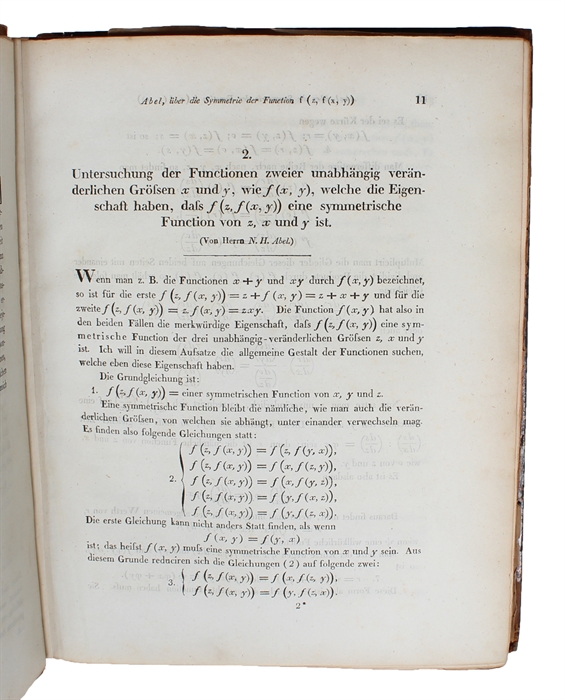 Abel, über die Symmetrie der Function f (z, f (x, y)) 11
2.
Untersuchung der Functionen zweier unabhängig verän-
derlichen Gröſsen x und y, wie f (x, y), welche die Eigen-
schaft haben, daſs f (z, f (x, y)) eine symmetrische
Function von z, x und y ist.
(Von Herrn N. H. Abel.)
Wenn man z. B. die Functionen x + y und xy durch f (x, y) bezeichnet,
so ist für die erste f (z, f (x, y)) = z + f (x, y) = z + x + y und für die
zweite f (z, f (x, y)) = z. f (x, y) = zxy. Die Function f (x, y) hat also in
den beiden Fällen die merkwürdige Eigenschaft, daſs f (z, f (x, y)) eine sym-
metrische Function der drei unabhängig-veränderlichen Gröſsen z, x und y
ist. Ich will in diesem Aufsatze die allgemeine Gestalt der Functionen suchen,
welche eben diese Eigenschaft haben.
Die Grundgleichung ist:
1. f (z, f (x, y)) = einer symmetrischen Function von x, y und z.
Eine symmetrische Function bleibt die nämliche, wie man auch die verän-
derlichen Gröſsen, von welchen sie abhängt, unter einander verwechseln mag.
Es finden also folgende Gleichungen statt:
f (z, f (x, y)) = f (z, f (y, x)),
f (z, f (x, y)) = f (x, f (z, y)),
2. f (z, f (x, y)) = f (x, f (y, z)),
f (z, f (x, y)) = f (y, f (x, z)),
f (z, f (x, y)) = f (y, f (z, x)).
Die erste Gleichung kann nicht anders Statt finden, als wenn
f (x, y) = f (y, x)
ist; das heiſst f (x, y) muſs eine symmetrische Function von x und y sein. Aus
diesem Grunde reduciren sich die Gleichungen (2) auf folgende zwei:
3. f (z, f (x, y)) = f (x, f (z, y)),
f (z, f (x, y)) = f (y, f (z, x)).
2*